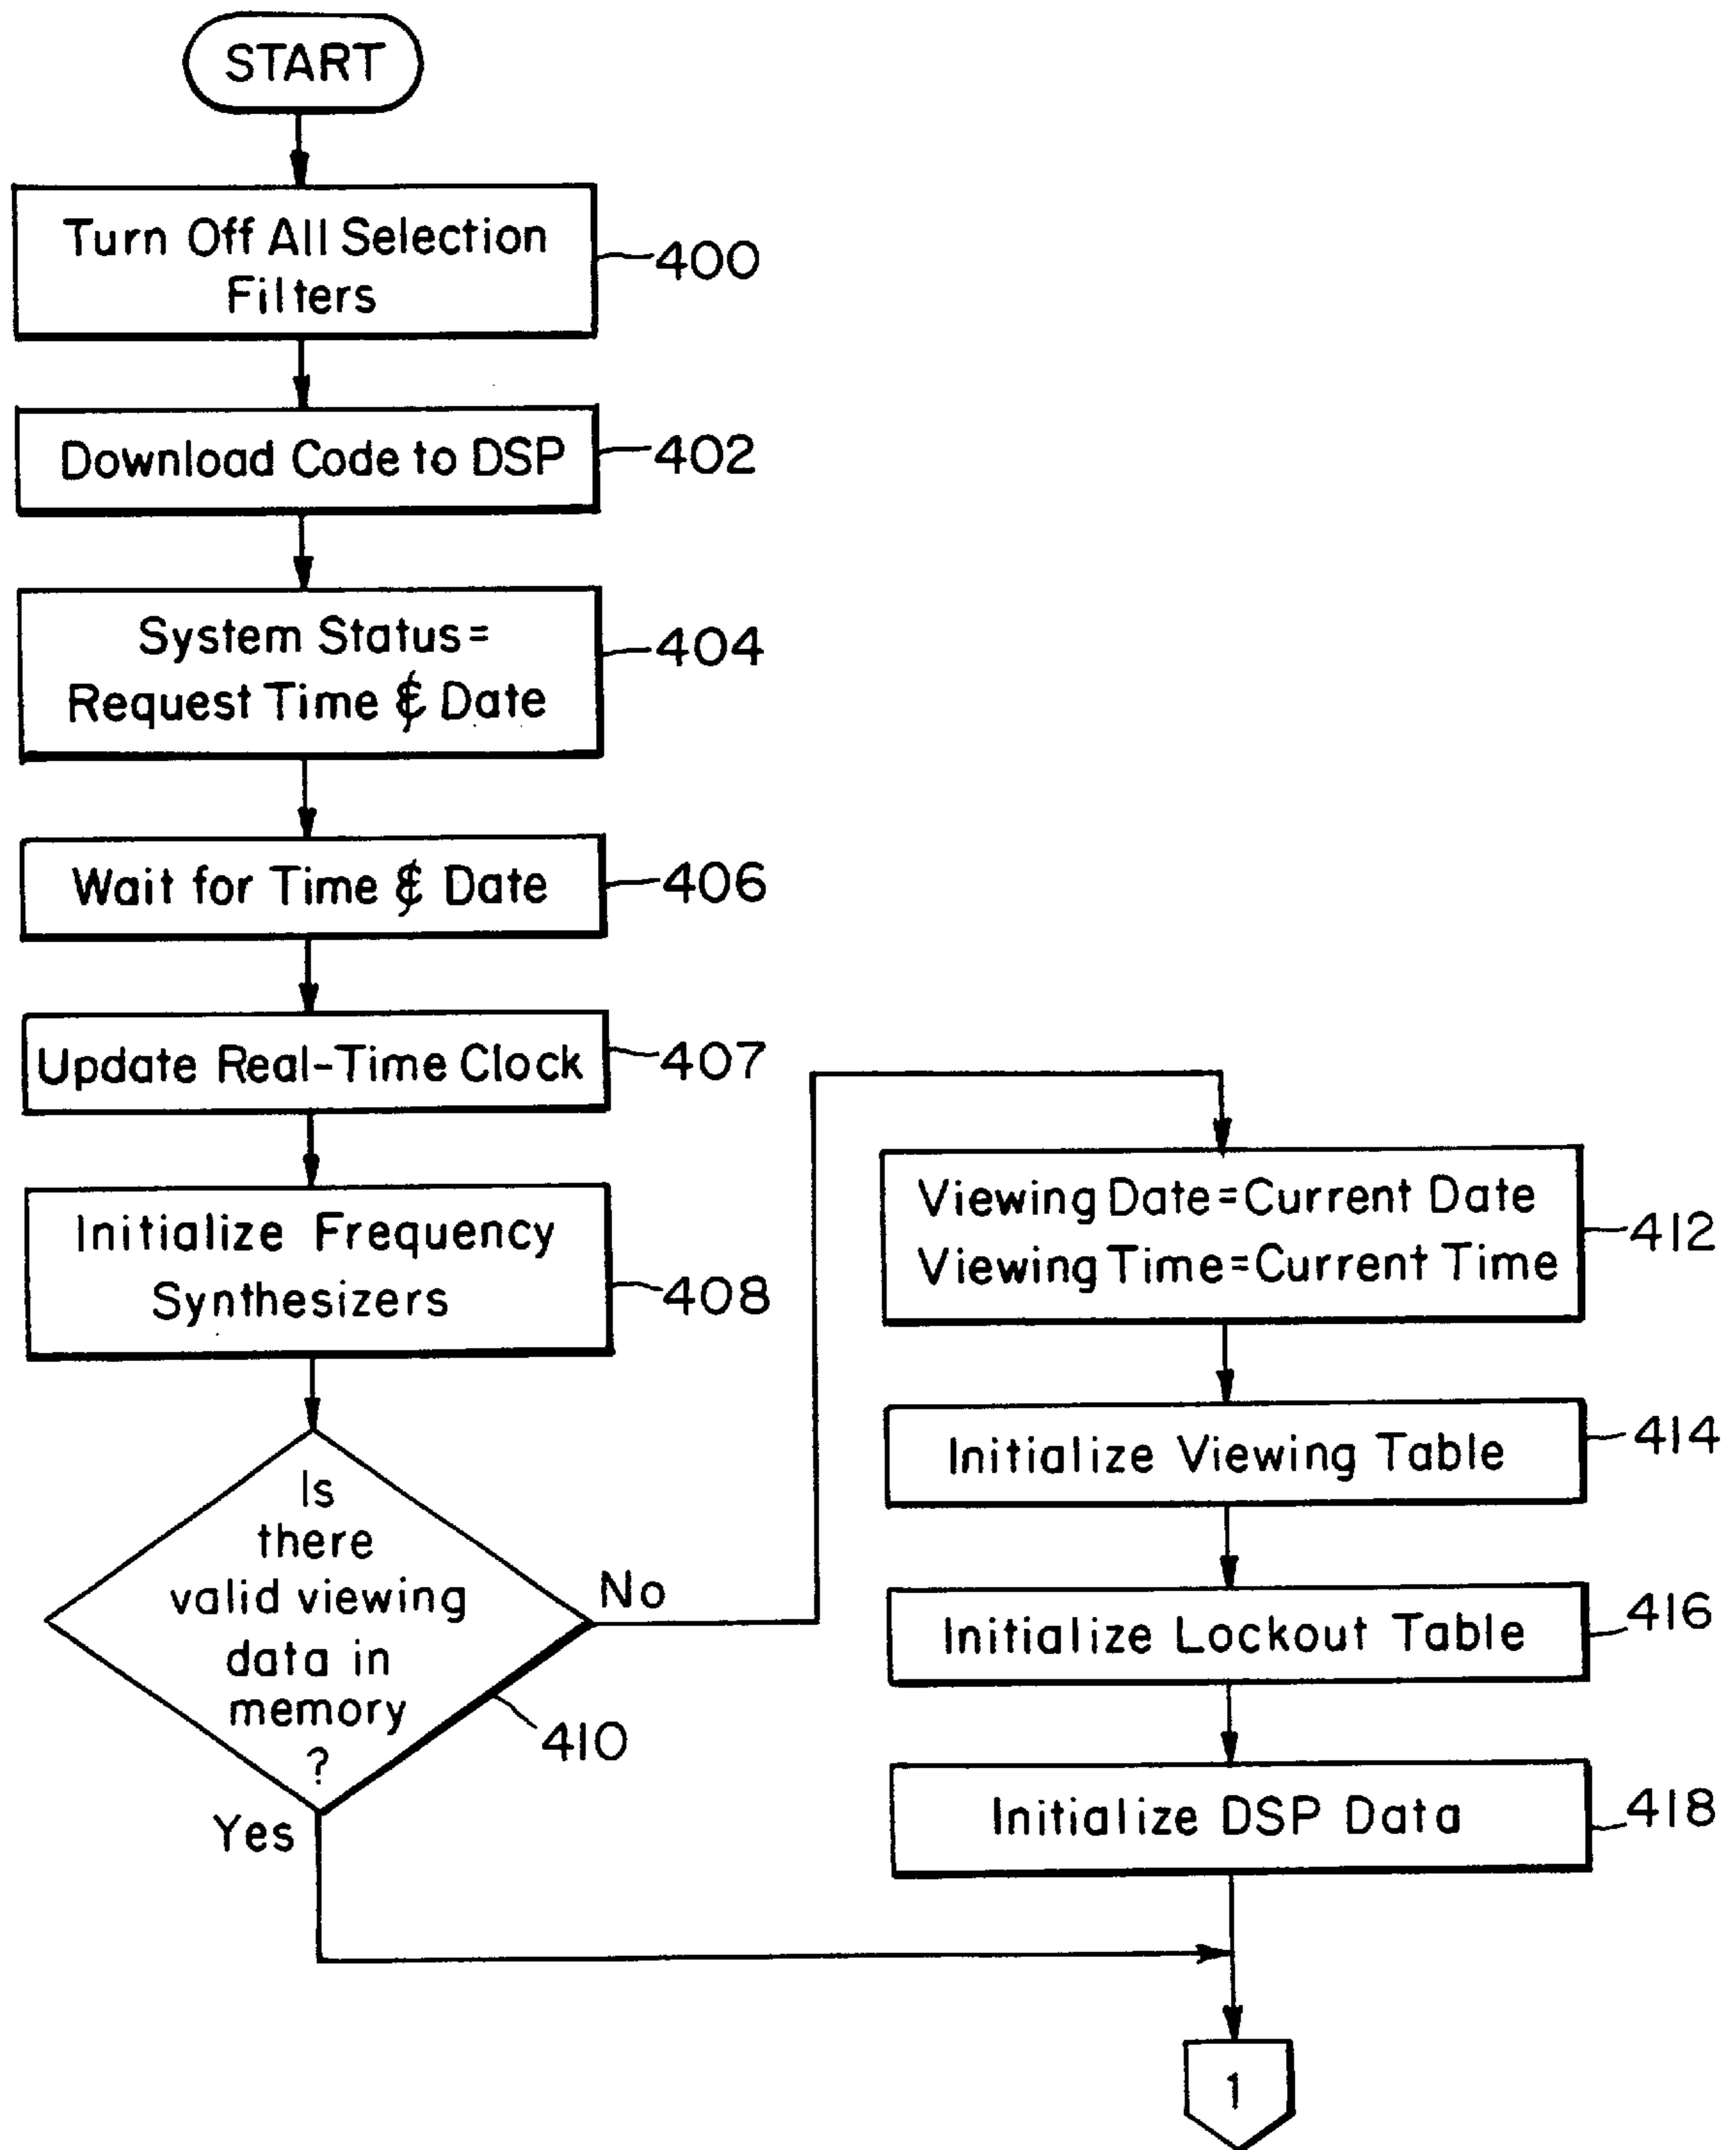 START
Turn Off All Selection
Filters
400
Download Code to DSP
402
System Status=
Request Time & Date
404
Wait for Time & Date
406
Update Real-Time Clock
407
Initialize Frequency
Synthesizers
408
Is
there
valid viewing
data in
memory
?
410
No
Yes
Viewing Date=Current Date
Viewing Time=Current Time
412
Initialize Viewing Table
414
Initialize Lockout Table
416
Initialize DSP Data
418
1